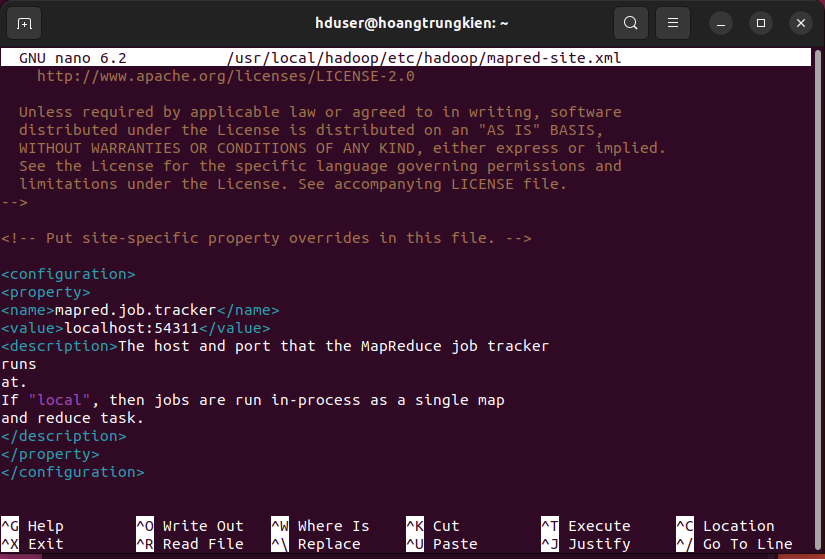 hduser@hoangtrungkien: ~
GNU nano 6.2 /usr/local/hadoop/etc/hadoop/mapred-site.xml
http://www.apache.org/licenses/LICENSE-2.0
Unless required by applicable law or agreed to in writing, software
distributed under the License is distributed on an "AS IS" BASIS,
WITHOUT WARRANTIES OR CONDITIONS OF ANY KIND, either express or implied.
See the License for the specific language governing permissions and
limitations under the License. See accompanying LICENSE file.
-->
<!-- Put site-specific property overrides in this file. -->
<configuration>
<property>
<name>mapred.job.tracker</name>
<value>localhost:54311</value>
<description>The host and port that the MapReduce job tracker
runs
at.
If "local", then jobs are run in-process as a single map
and reduce task.
</description>
</property>
</configuration>
^G Help ^O Write Out ^W Where Is ^K Cut ^T Execute ^C Location
^X Exit ^R Read File ^\ Replace ^U Paste ^J Justify ^/ Go To Line